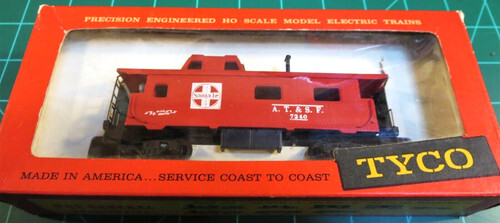 PRECISION ENGINEERED HO SCALE MODEL ELECTRIC TRAINS
Santa Fe
A. T. & S. F.
7240
TYCO
MADE IN AMERICA...SERVICE COAST TO COAST